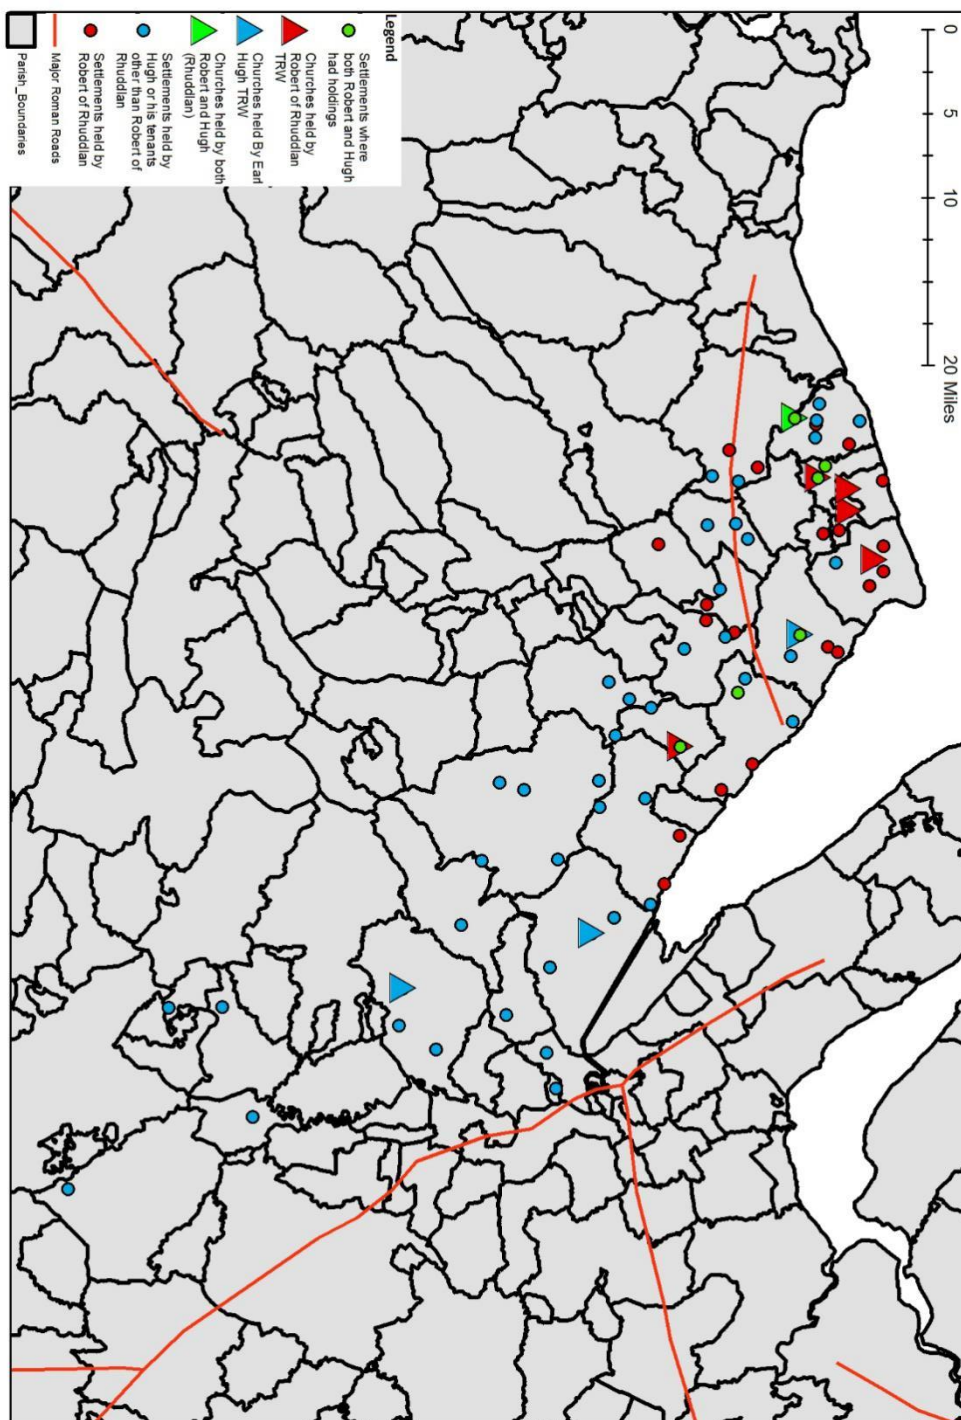 0
5
10
20 Miles
Legend
Settlements where
both Robert and Hugh
had holdings
Churches held by
Robert of Rhuddlan
TRW
Churches held By Earl
Hugh TRW
Churches held by both
Robert and Hugh
(Rhuddlan)
Settlements held by
Hugh or his tenants
other than Robert of
Rhuddlan
Settlements held by
Robert of Rhuddlan
Major Roman Roads
Parish_Boundaries